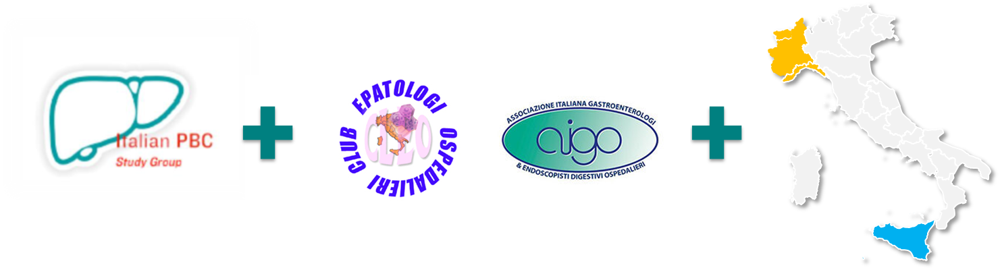 Italian PBC
Study Group
CLUB EPATOLOGI OSPEDALIERI
CLEO
ASSOCIAZIONE ITALIANA GASTROENTEROLOGI
aigo
& ENDOSCOPISTI DIGESTIVI OSPEDALIERI